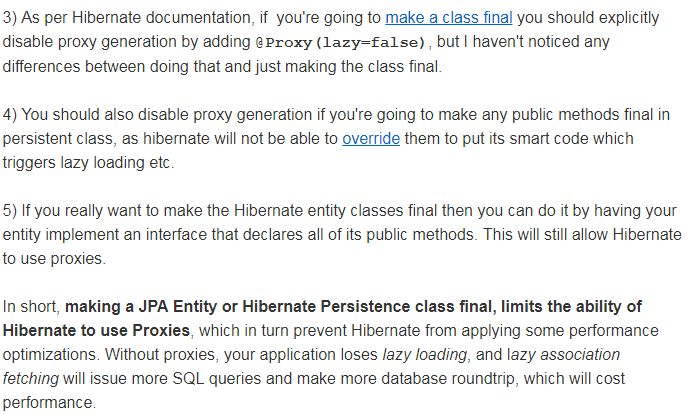 3) As per Hibernate documentation, if  you're going to make a class final you should explicitly
disable proxy generation by adding @Proxy(lazy=false), but I haven't noticed any
differences between doing that and just making the class final.
4) You should also disable proxy generation if you're going to make any public methods final in
persistent class, as hibernate will not be able to override them to put its smart code which
triggers lazy loading etc.
5) If you really want to make the Hibernate entity classes final then you can do it by having your
entity implement an interface that declares all of its public methods. This will still allow Hibernate
to use proxies.
In short, making a JPA Entity or Hibernate Persistence class final, limits the ability of
Hibernate to use Proxies, which in turn prevent Hibernate from applying some performance
optimizations. Without proxies, your application loses lazy loading, and lazy association
fetching will issue more SQL queries and make more database roundtrip, which will cost
performance.